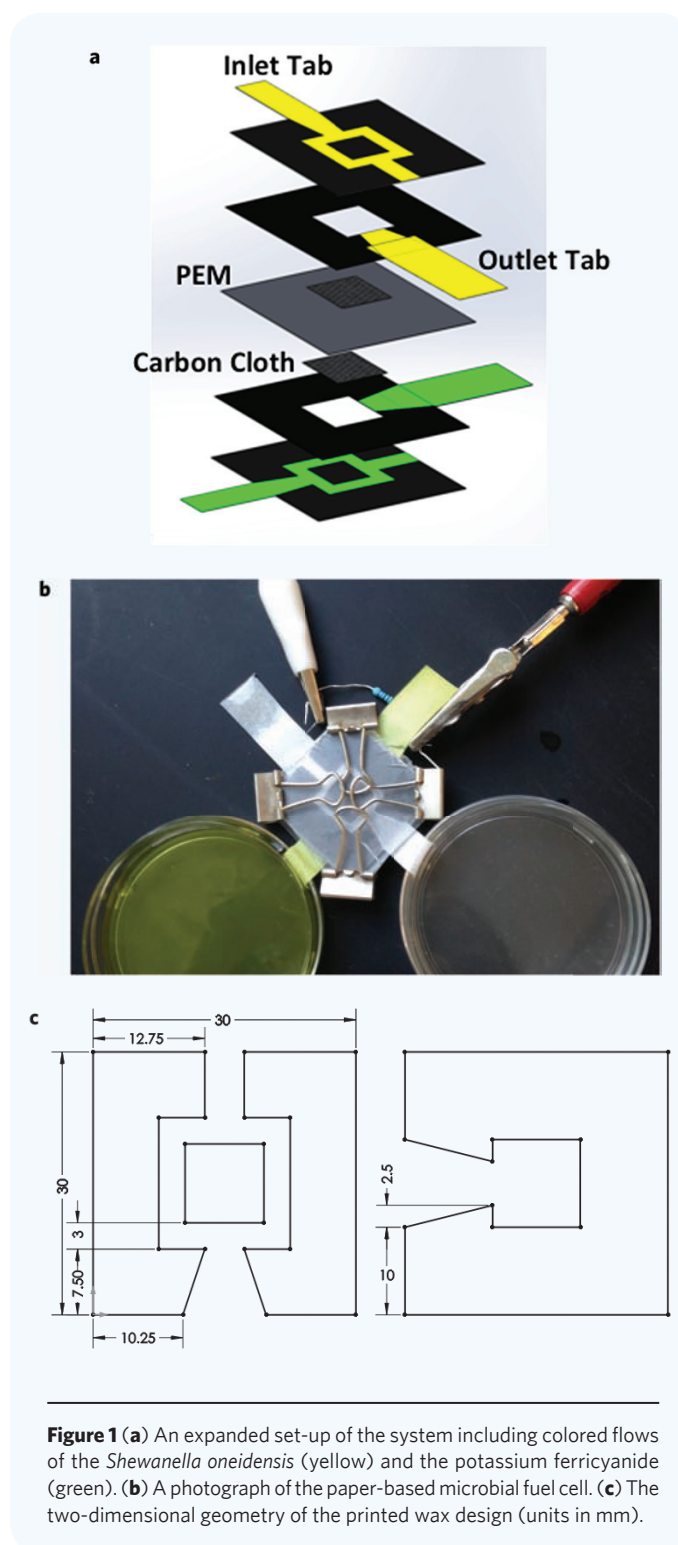 a
Inlet Tab
Outlet Tab
PEM
Carbon Cloth
b
c
30
12.75
30
3
7.50
10.25
2.5
10
Figure 1 (a) An expanded set-up of the system including colored flows
of the Shewanella oneidensis (yellow) and the potassium ferricyanide
(green). (b) A photograph of the paper-based microbial fuel cell. (c) The
two-dimensional geometry of the printed wax design (units in mm).